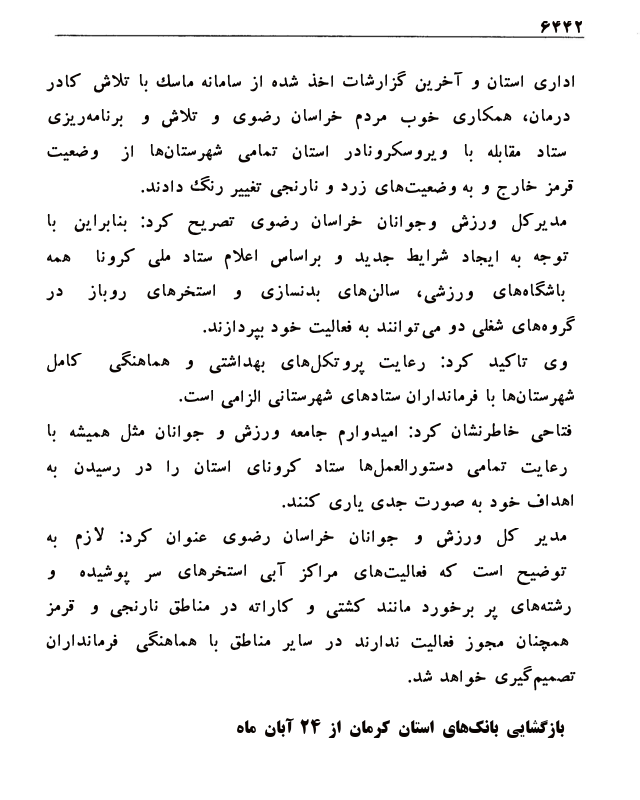 ۶۴۴۲
اداری استان و آخرین گزارشات اخذ شده از سامانه ماسک با تلاش کادر
درمان، همکاری خوب مردم خراسان رضوی و تلاش و برنامه‌ریزی
ستاد مقابله با ویروسکرونادر استان تمامی شهرستان‌ها از وضعیت
قرمز خارج و به وضعیت‌های زرد و نارنجی تغییر رنگ دادند.
مدیرکل ورزش وجوانان خراسان رضوی تصریح کرد: بنابراین با
توجه به ایجاد شرایط جدید و براساس اعلام ستاد ملی کرونا همه
باشگاه‌های ورزشی، سالن‌های بدنسازی و استخرهای روباز در
گروه‌های شغلی دو می‌توانند به فعالیت خود بپردازند.
وی تاکید کرد: رعایت پروتکل‌های بهداشتی و هماهنگی کامل
شهرستان‌ها با فرمانداران ستادهای شهرستانی الزامی است.
فتاحی خاطرنشان کرد: امیدوارم جامعه ورزش و جوانان مثل همیشه با
رعایت تمامی دستورالعمل‌ها ستاد کرونای استان را در رسیدن به
اهداف خود به صورت جدی یاری کنند.
مدیر کل ورزش و جوانان خراسان رضوی عنوان کرد: لازم به
توضیح است که فعالیت‌های مراکز آبی استخرهای سر پوشیده و
رشته‌های پر برخورد مانند کشتی و کاراته در مناطق نارنجی و قرمز
همچنان مجوز فعالیت ندارند در سایر مناطق با هماهنگی فرمانداران
تصمیم‌گیری خواهد شد.
بازگشایی بانک‌های استان کرمان از ۲۴ آبان ماه